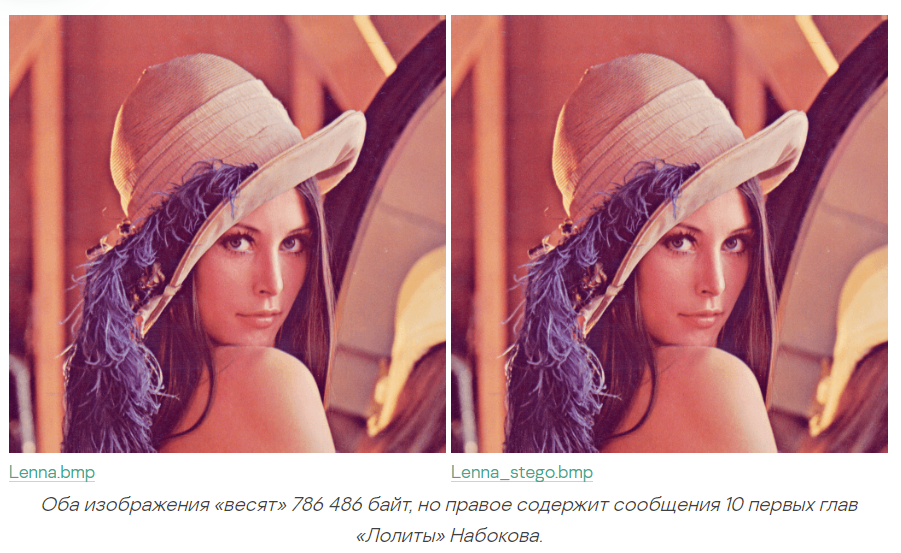 Lenna.bmp
Lenna_stego.bmp
Оба изображения «весят» 786 486 байт, но правое содержит сообщения 10 первых глав
«Лолиты» Набокова.